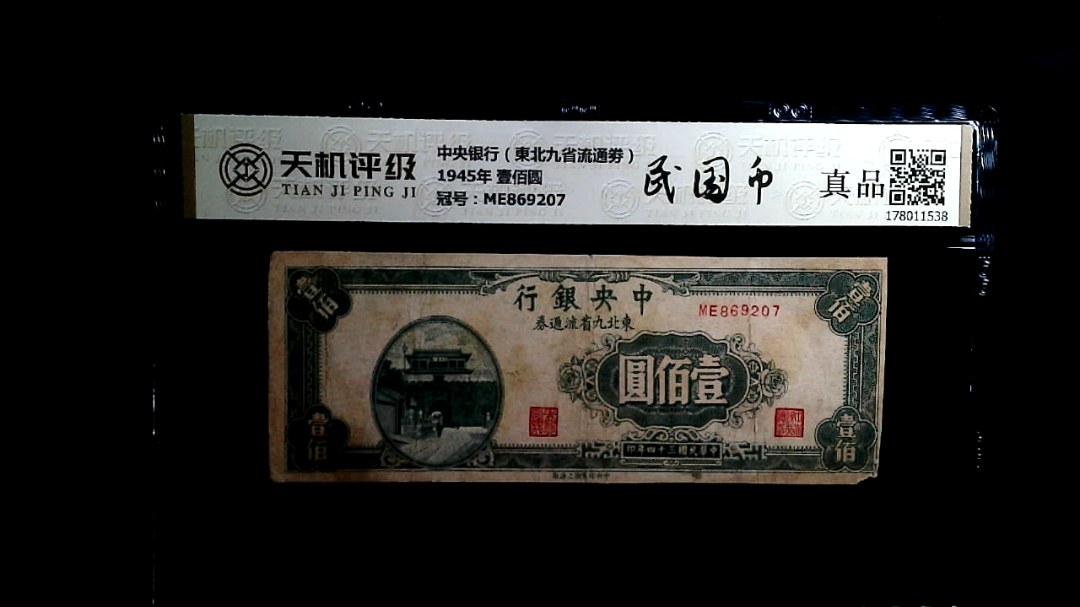 天机评级
TIAN JI PING JI
中央银行（東北九省流通券）
1945年 壹佰圆
冠号：ME869207
民国币
真品
178011538
壹佰
壹佰
行銀央中
券通流省九北東
ME869207
圓佰壹
壹佰
壹佰
印年四十三國民華中